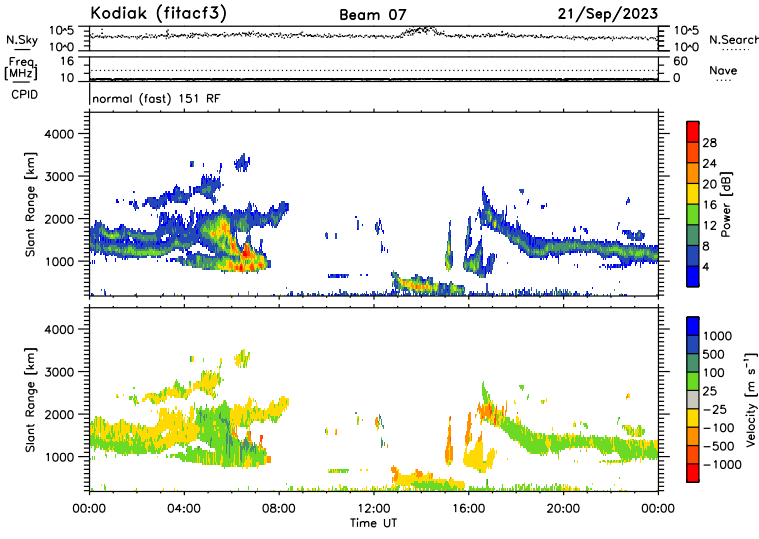 Kodiak (fitacf3) Beam 07 21/Sep/2023
N.Sky 10^5 10^0 10^5 10^0 N.Search
Freq. [MHz] 16 10 60 0 Nave
CPID normal (fast) 151 RF
Slant Range [km]
4000
3000
2000
1000
28
24
20
16
12
8
4
Power [dB]
Slant Range [km]
4000
3000
2000
1000
1000
500
100
25
−25
−100
−500
−1000
Velocity [m s⁻¹]
00:00 04:00 08:00 12:00 16:00 20:00 00:00
Time UT